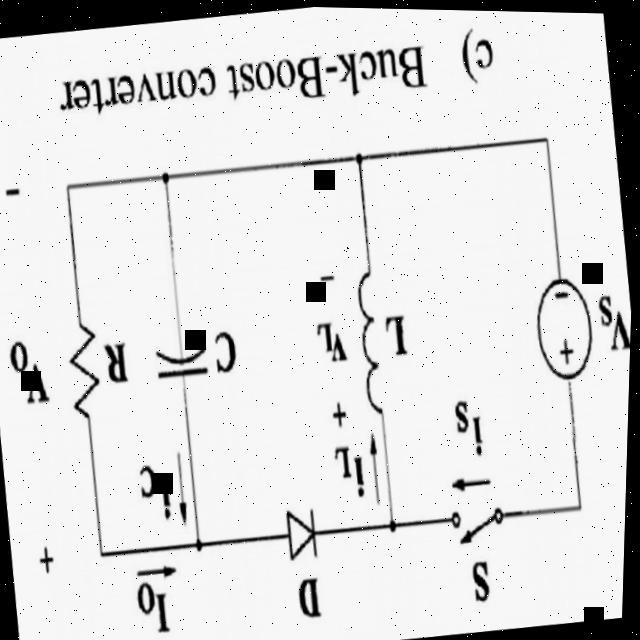 S
D
I_o
+
i_s
i_L
+
i_C
V_s
+
-
L
v_L
-
C
R
V_o
-
c) Buck-Boost converter